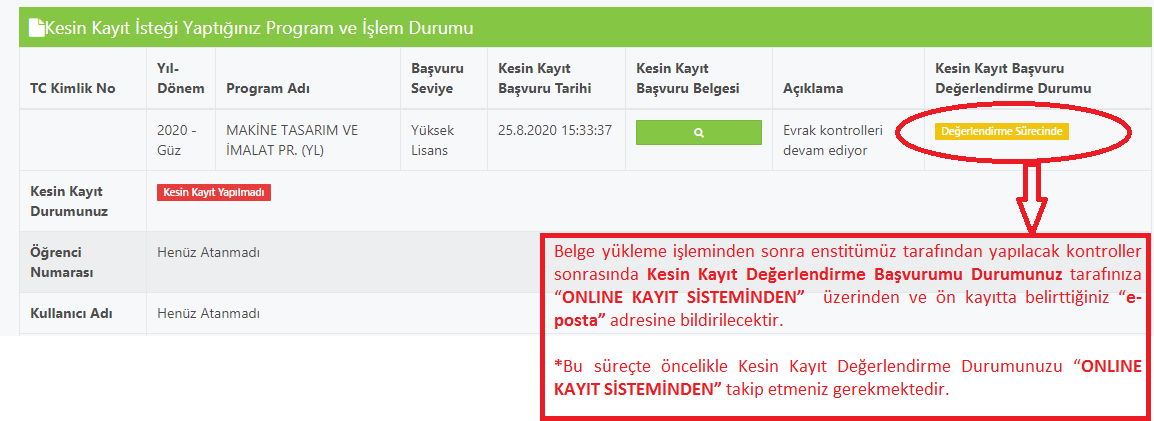 Kesin Kayıt İsteği Yaptığınız Program ve İşlem Durumu
TC Kimlik No
Yıl-
Dönem
Program Adı
Başvuru
Seviye
Kesin Kayıt
Başvuru Tarihi
Kesin Kayıt
Başvuru Belgesi
Açıklama
Kesin Kayıt Başvuru
Değerlendirme Durumu
2020 -
Güz
MAKİNE TASARIM VE
İMALAT PR. (YL)
Yüksek
Lisans
25.8.2020 15:33:37
Evrak kontrolleri
devam ediyor
Değerlendirme Sürecinde
Kesin Kayıt
Durumunuz
Kesin Kayıt Yapılmadı
Öğrenci
Numarası
Henüz Atanmadı
Kullanıcı Adı
Henüz Atanmadı
Belge yükleme işleminden sonra enstitümüz tarafından yapılacak kontroller
sonrasında Kesin Kayıt Değerlendirme Başvurumu Durumunuz tarafınıza
“ONLINE KAYIT SİSTEMİNDEN” üzerinden ve ön kayıtta belirttiğiniz “e-
posta” adresine bildirilecektir.
*Bu süreçte öncelikle Kesin Kayıt Değerlendirme Durumunuzu “ONLINE
KAYIT SİSTEMİNDEN” takip etmeniz gerekmektedir.